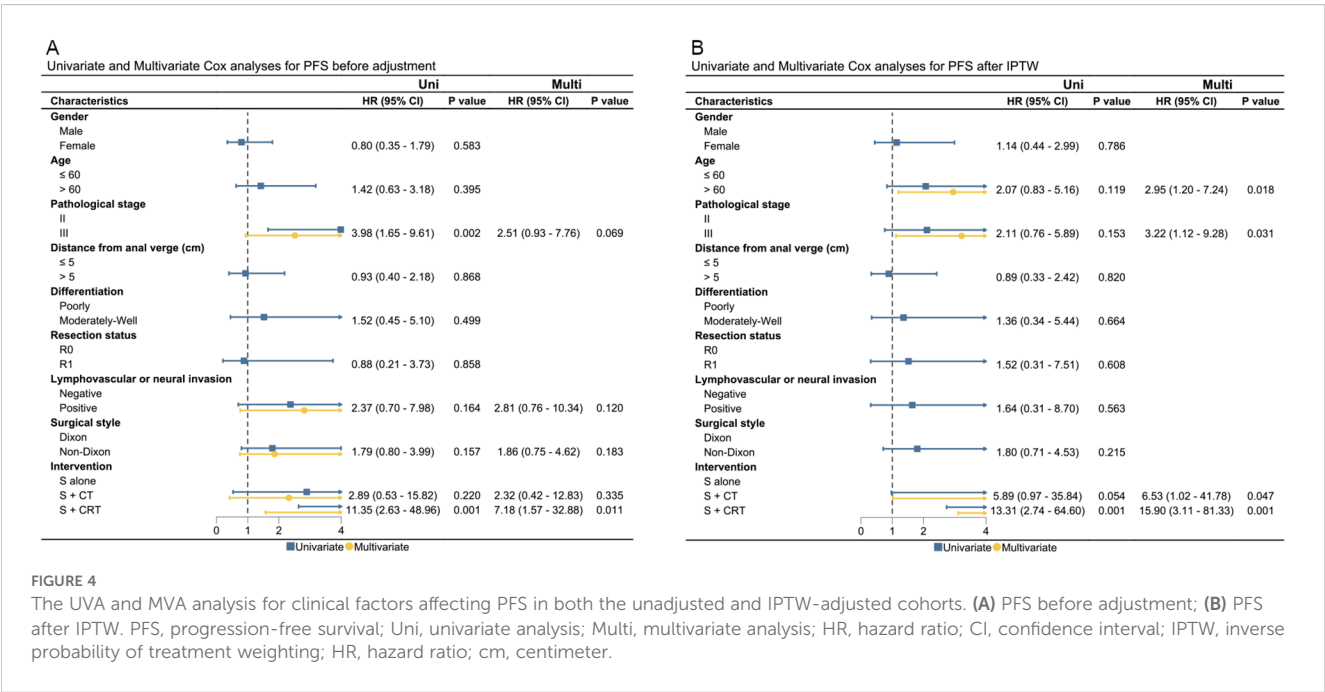 A
Univariate and Multivariate Cox analyses for PFS before adjustment
Uni Multi
Characteristics HR (95% CI) P value HR (95% CI) P value
Gender
Male
Female 0.80 (0.35 - 1.79) 0.583
Age
≤ 60
> 60 1.42 (0.63 - 3.18) 0.395
Pathological stage
II
III 3.98 (1.65 - 9.61) 0.002 2.51 (0.93 - 7.76) 0.069
Distance from anal verge (cm)
≤ 5
> 5 0.93 (0.40 - 2.18) 0.868
Differentiation
Poorly
Moderately-Well 1.52 (0.45 - 5.10) 0.499
Resection status
R0
R1 0.88 (0.21 - 3.73) 0.858
Lymphovascular or neural invasion
Negative
Positive 2.37 (0.70 - 7.98) 0.164 2.81 (0.76 - 10.34) 0.120
Surgical style
Dixon
Non-Dixon 1.79 (0.80 - 3.99) 0.157 1.86 (0.75 - 4.62) 0.183
Intervention
S alone
S + CT 2.89 (0.53 - 15.82) 0.220 2.32 (0.42 - 12.83) 0.335
S + CRT 11.35 (2.63 - 48.96) 0.001 7.18 (1.57 - 32.88) 0.011
0 1 2 4
Univariate Multivariate
B
Univariate and Multivariate Cox analyses for PFS after IPTW
Uni Multi
Characteristics HR (95% CI) P value HR (95% CI) P value
Gender
Male
Female 1.14 (0.44 - 2.99) 0.786
Age
≤ 60
> 60 2.07 (0.83 - 5.16) 0.119 2.95 (1.20 - 7.24) 0.018
Pathological stage
II
III 2.11 (0.76 - 5.89) 0.153 3.22 (1.12 - 9.28) 0.031
Distance from anal verge (cm)
≤ 5
> 5 0.89 (0.33 - 2.42) 0.820
Differentiation
Poorly
Moderately-Well 1.36 (0.34 - 5.44) 0.664
Resection status
R0
R1 1.52 (0.31 - 7.51) 0.608
Lymphovascular or neural invasion
Negative
Positive 1.64 (0.31 - 8.70) 0.563
Surgical style
Dixon
Non-Dixon 1.80 (0.71 - 4.53) 0.215
Intervention
S alone
S + CT 5.89 (0.97 - 35.84) 0.054 6.53 (1.02 - 41.78) 0.047
S + CRT 13.31 (2.74 - 64.60) 0.001 15.90 (3.11 - 81.33) 0.001
0 1 2 4
Univariate Multivariate
FIGURE 4
The UVA and MVA analysis for clinical factors affecting PFS in both the unadjusted and IPTW-adjusted cohorts. (A) PFS before adjustment; (B) PFS
after IPTW. PFS, progression-free survival; Uni, univariate analysis; Multi, multivariate analysis; HR, hazard ratio; CI, confidence interval; IPTW, inverse
probability of treatment weighting; HR, hazard ratio; cm, centimeter.